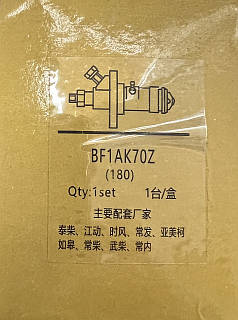 BF1AK70Z
(180)
Qty:1set 1台/盒
主要配套厂家
泰柴、江动、时风、常发、亚美柯
如皋、常柴、武柴、常内